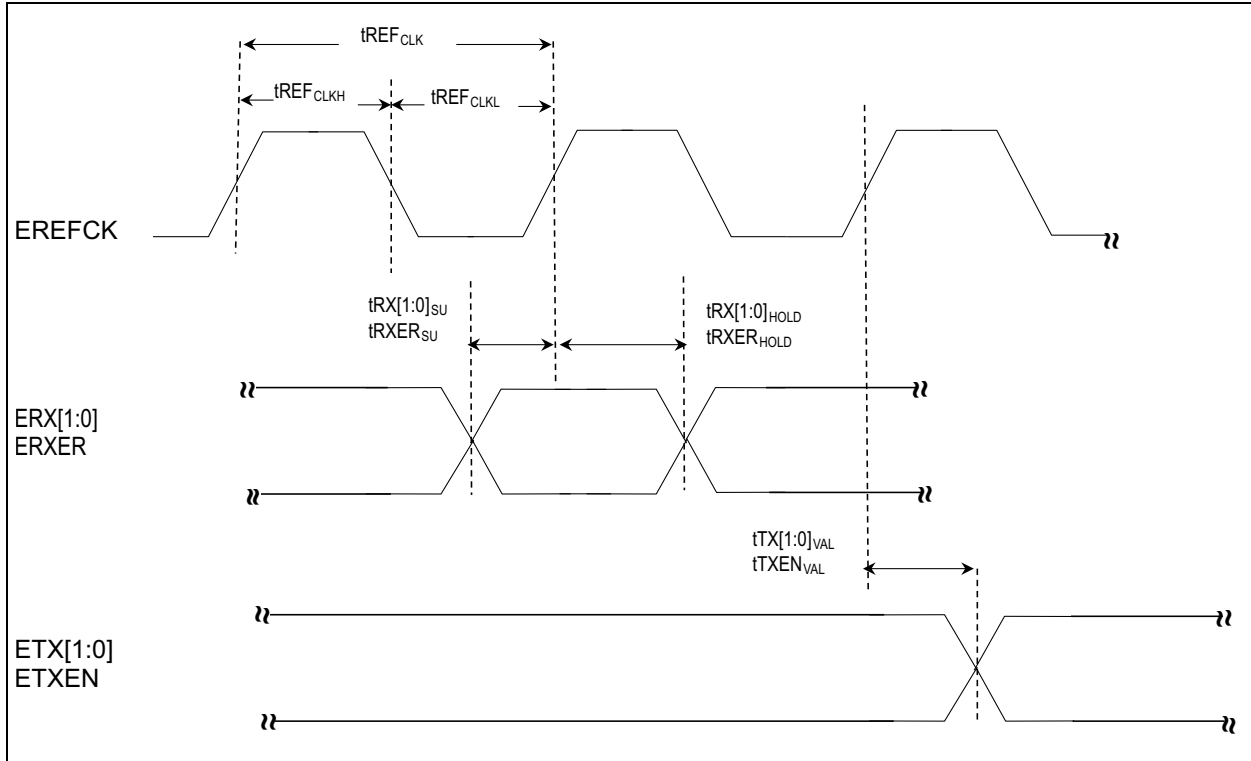 tREFCLK
tREFCLKH
tREFCLKL
EREFCK
tRX[1:0]SU
tRXERSU
tRX[1:0]HOLD
tRXERHOLD
ERX[1:0]
ERXER
tTX[1:0]VAL
tTXENVAL
ETX[1:0]
ETXEN